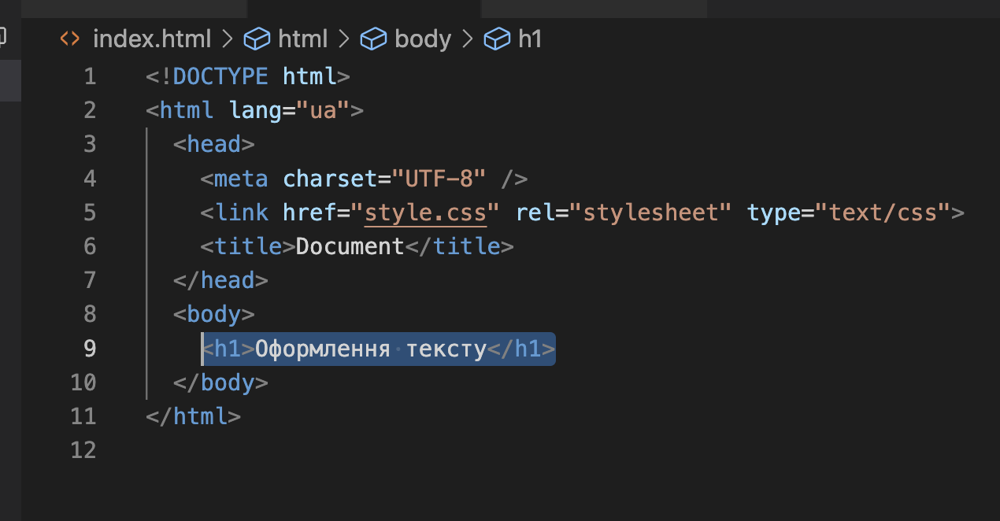 index.html > html > body > h1
1 <!DOCTYPE html>
2 <html lang="ua">
3 <head>
4 <meta charset="UTF-8" />
5 <link href="style.css" rel="stylesheet" type="text/css">
6 <title>Document</title>
7 </head>
8 <body>
9 <h1>Оформлення тексту</h1>
10 </body>
11 </html>
12